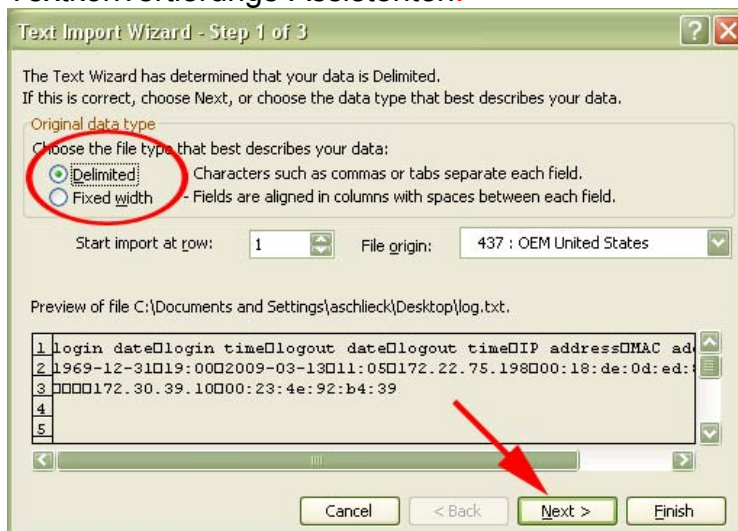 Text Import Wizard - Step 1 of 3
The Text Wizard has determined that your data is Delimited.
If this is correct, choose Next, or choose the data type that best describes your data.
Original data type
Choose the file type that best describes your data:
Delimited - Characters such as commas or tabs separate each field.
Fixed width - Fields are aligned in columns with spaces between each field.
Start import at row: 1 File origin: 437 : OEM United States
Preview of file C:\Documents and Settings\aschlieck\Desktop\log.txt.
1 login date□login time□logout date□logout time□IP address□MAC ad
2 1969-12-31□19:00□2009-03-13□11:05□172.22.75.198□00:18:de:0d:ed:
3 □□□□172.30.39.10□00:23:4e:92:b4:39
4
5
Cancel < Back Next > Finish